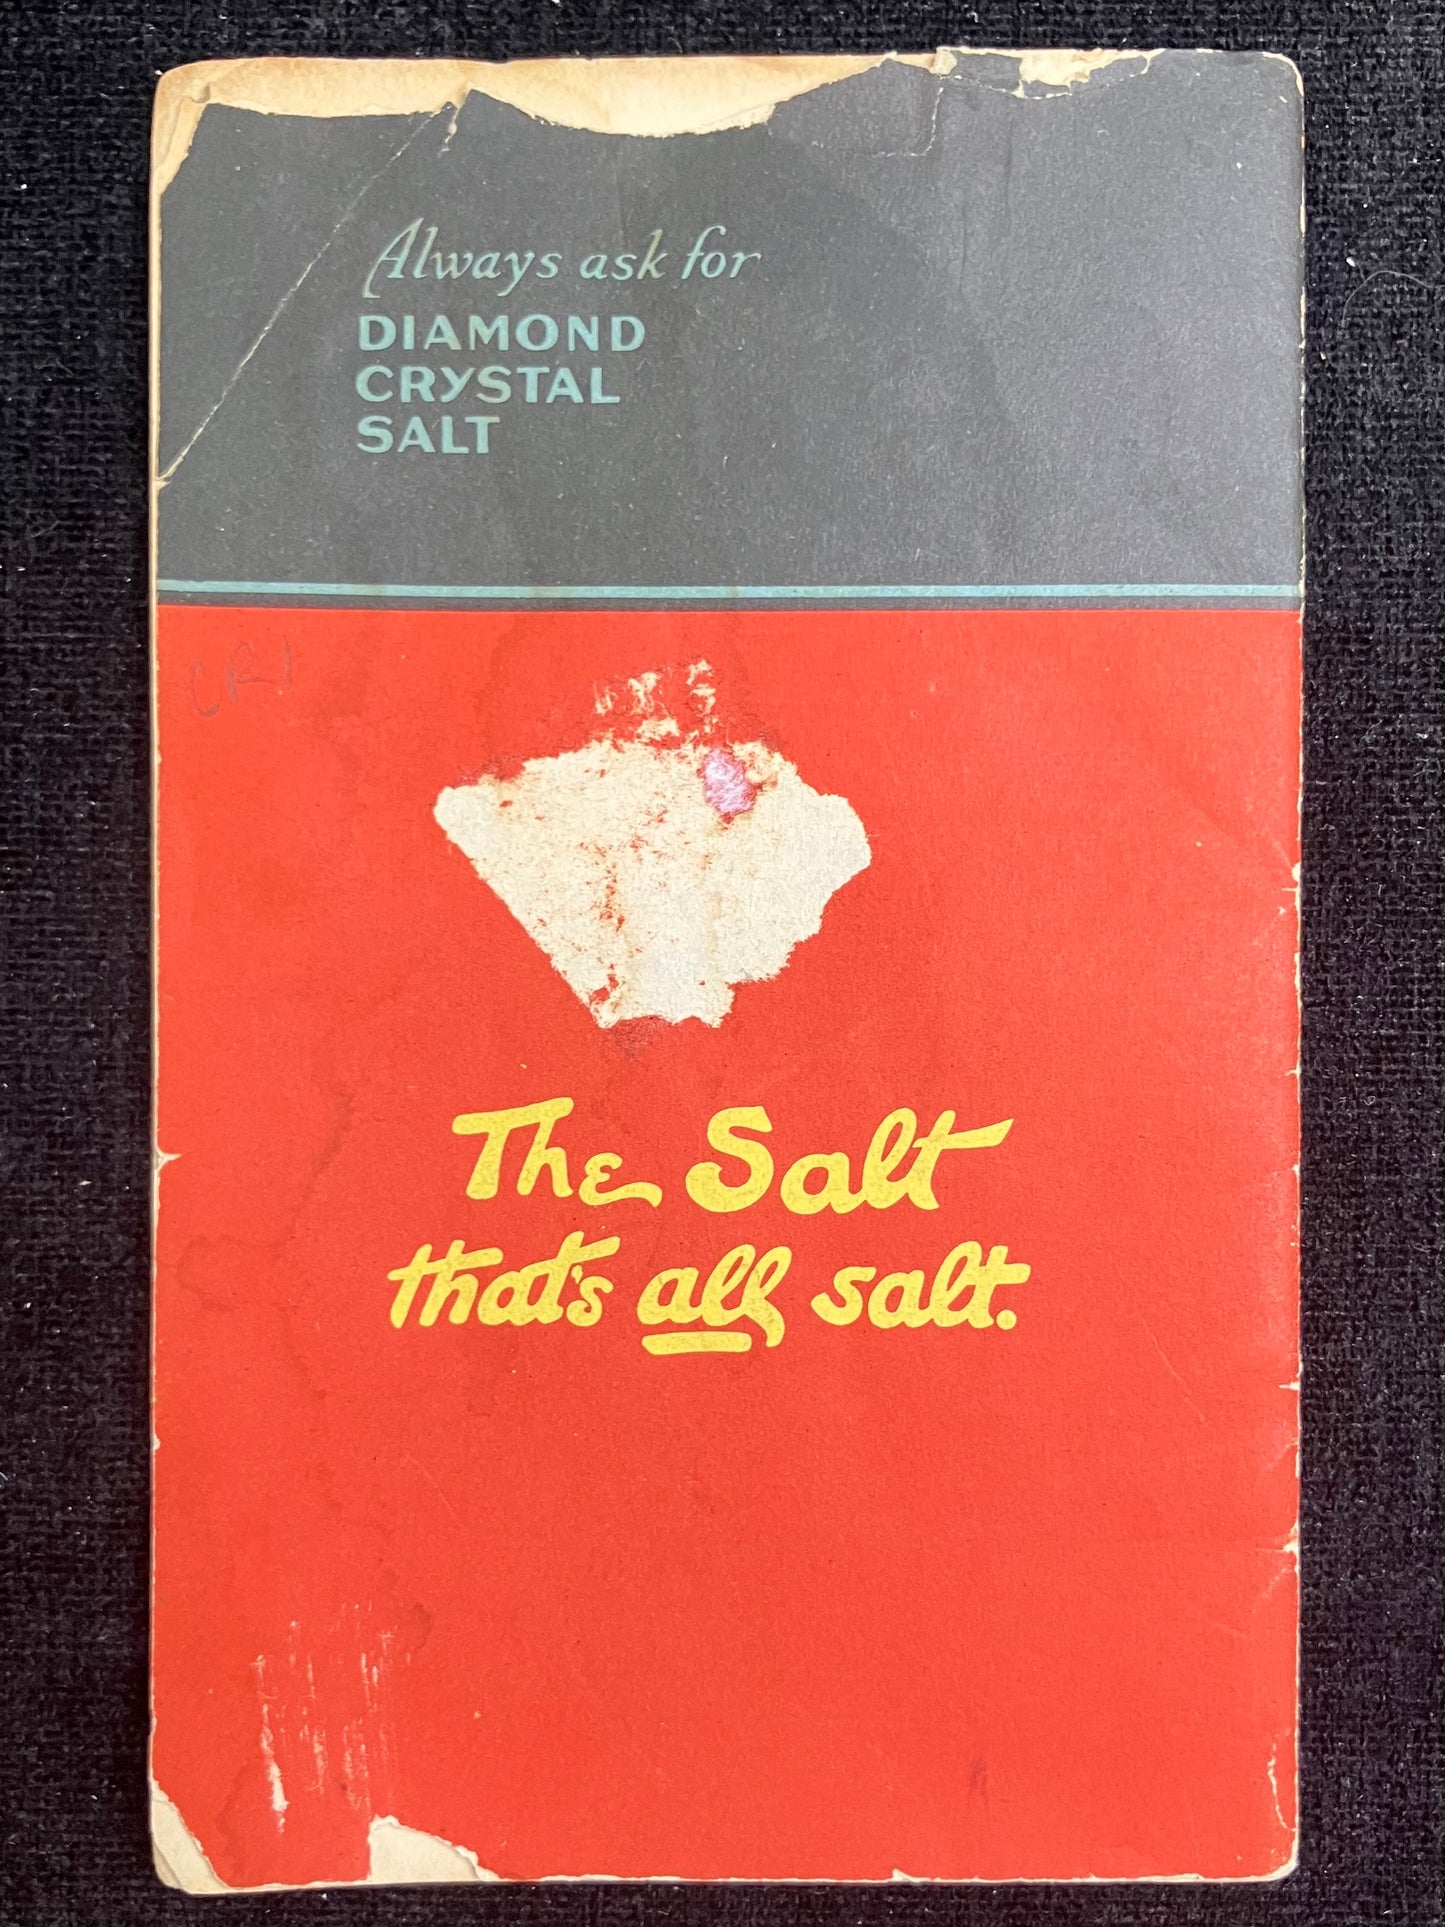 Always ask for
DIAMOND
CRYSTAL
SALT
The Salt
that's all salt.